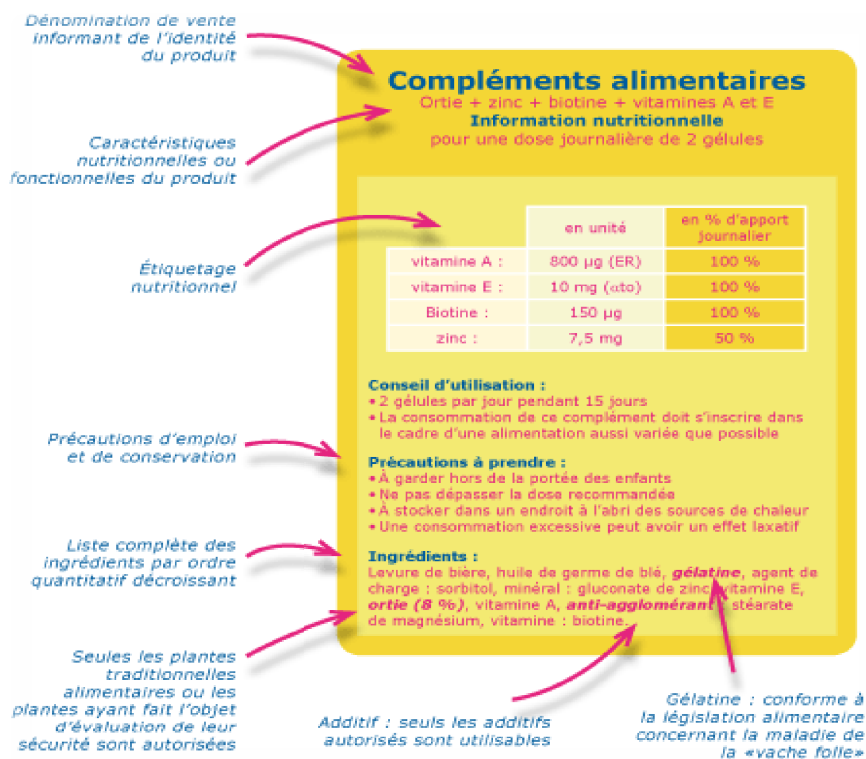 Dénomination de vente
informant de l'identité
du produit
Compléments alimentaires
Ortie + zinc + biotine + vitamines A et E
Information nutritionnelle
pour une dose journalière de 2 gélules
Caractéristiques
nutritionnelles ou
fonctionnelles du produit
Étiquetage
nutritionnel
en unité
en % d'apport
journalier
vitamine A : 800 µg (ER) 100 %
vitamine E : 10 mg (αto) 100 %
Biotine : 150 µg 100 %
zinc : 7,5 mg 50 %
Conseil d'utilisation :
• 2 gélules par jour pendant 15 jours
• La consommation de ce complément doit s'inscrire dans
le cadre d'une alimentation aussi variée que possible
Précautions d'emploi
et de conservation
Précautions à prendre :
• À garder hors de la portée des enfants
• Ne pas dépasser la dose recommandée
• À stocker dans un endroit à l'abri des sources de chaleur
• Une consommation excessive peut avoir un effet laxatif
Liste complète des
ingrédients par ordre
quantitatif décroissant
Ingrédients :
Levure de bière, huile de germe de blé, gélatine, agent de
charge : sorbitol, minéral : gluconate de zinc, vitamine E,
ortie (8 %), vitamine A, anti-agglomérant : stéarate
de magnésium, vitamine : biotine.
Seules les plantes
traditionnelles
alimentaires ou les
plantes ayant fait l'objet
d'évaluation de leur
sécurité sont autorisées
Additif : seuls les additifs
autorisés sont utilisables
Gélatine : conforme à
la législation alimentaire
concernant la maladie de
la «vache folle»